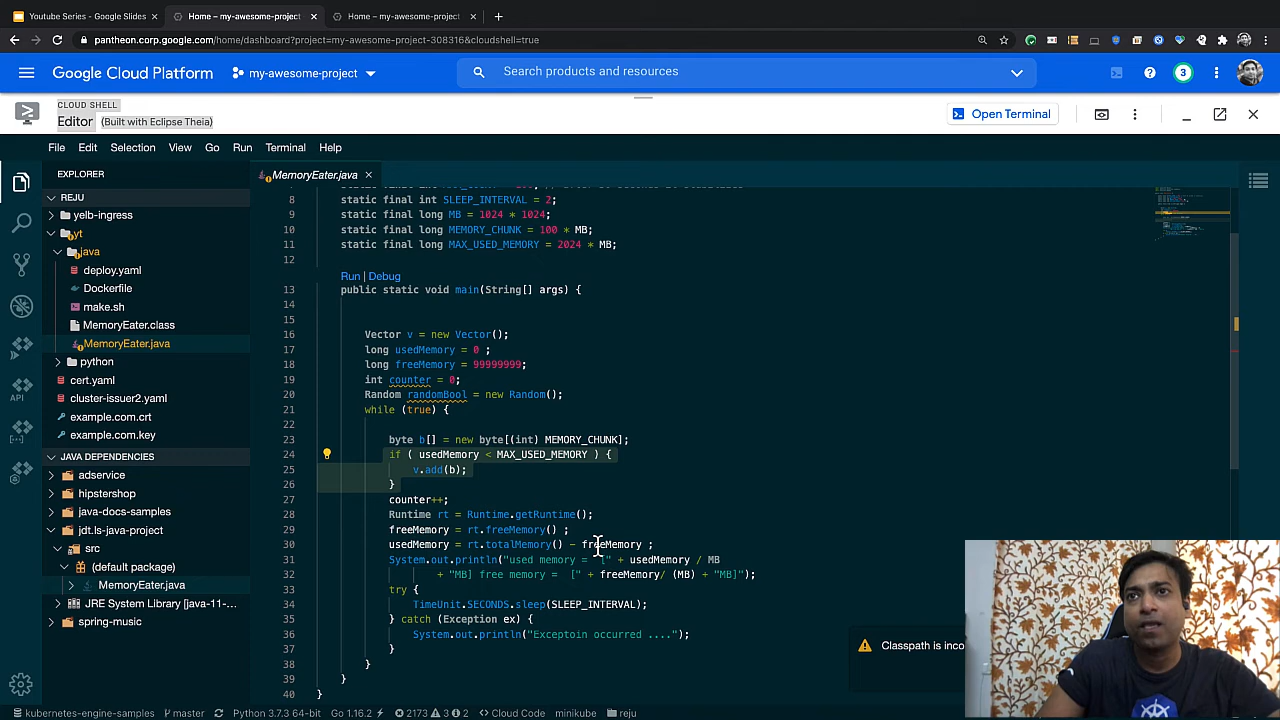 Youtube Series - Google Slides
Home – my-awesome-project
Home – my-awesome-project
pantheon.corp.google.com/home/dashboard?project=my-awesome-project-308316&cloudshell=true
Google Cloud Platform
my-awesome-project
Search products and resources
3
CLOUD SHELL
Editor
(Built with Eclipse Theia)
Open Terminal
File Edit Selection View Go Run Terminal Help
EXPLORER
REJU
yelb-ingress
yt
java
deploy.yaml
Dockerfile
make.sh
MemoryEater.class
MemoryEater.java
python
cert.yaml
cluster-issuer2.yaml
example.com.crt
example.com.key
JAVA DEPENDENCIES
adservice
hipstershop
java-docs-samples
jdt.ls-java-project
src
(default package)
MemoryEater.java
JRE System Library [java-11-...
spring-music
API
MemoryEater.java
8 static final int SLEEP_INTERVAL = 2;
9 static final long MB = 1024 * 1024;
10 static final long MEMORY_CHUNK = 100 * MB;
11 static final long MAX_USED_MEMORY = 2024 * MB;
12
Run | Debug
13 public static void main(String[] args) {
14
15
16 Vector v = new Vector();
17 long usedMemory = 0 ;
18 long freeMemory = 99999999;
19 int counter = 0;
20 Random randomBool = new Random();
21 while (true) {
22
23 byte b[] = new byte[(int) MEMORY_CHUNK];
24 if ( usedMemory < MAX_USED_MEMORY ) {
25 v.add(b);
26 }
27 counter++;
28 Runtime rt = Runtime.getRuntime();
29 freeMemory = rt.freeMemory() ;
30 usedMemory = rt.totalMemory() - freeMemory ;
31 System.out.println("used memory = [" + usedMemory / MB
32 + "MB] free memory = [" + freeMemory/ (MB) + "MB]");
33 try {
34 TimeUnit.SECONDS.sleep(SLEEP_INTERVAL);
35 } catch (Exception ex) {
36 System.out.println("Exceptoin occurred ....");
37 }
38 }
39 }
40 }
Classpath is inco
kubernetes-engine-samples master Python 3.7.3 64-bit Go 1.16.2 2173 3 2 Cloud Code minikube reju